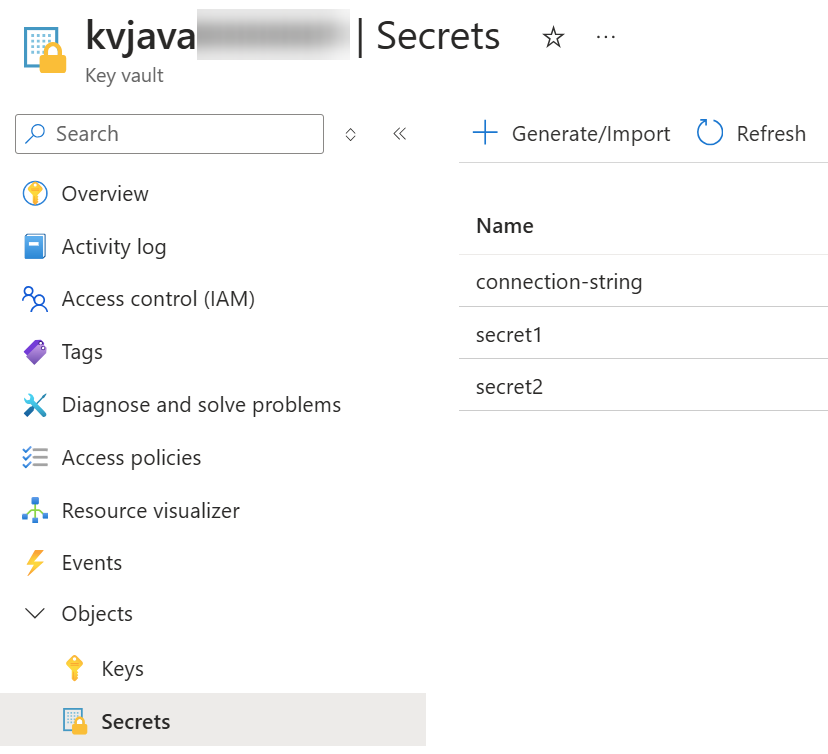 kvjava | Secrets
Key vault
Search
Generate/Import Refresh
Overview
Activity log
Access control (IAM)
Tags
Diagnose and solve problems
Access policies
Resource visualizer
Events
Objects
Keys
Secrets
Name
connection-string
secret1
secret2